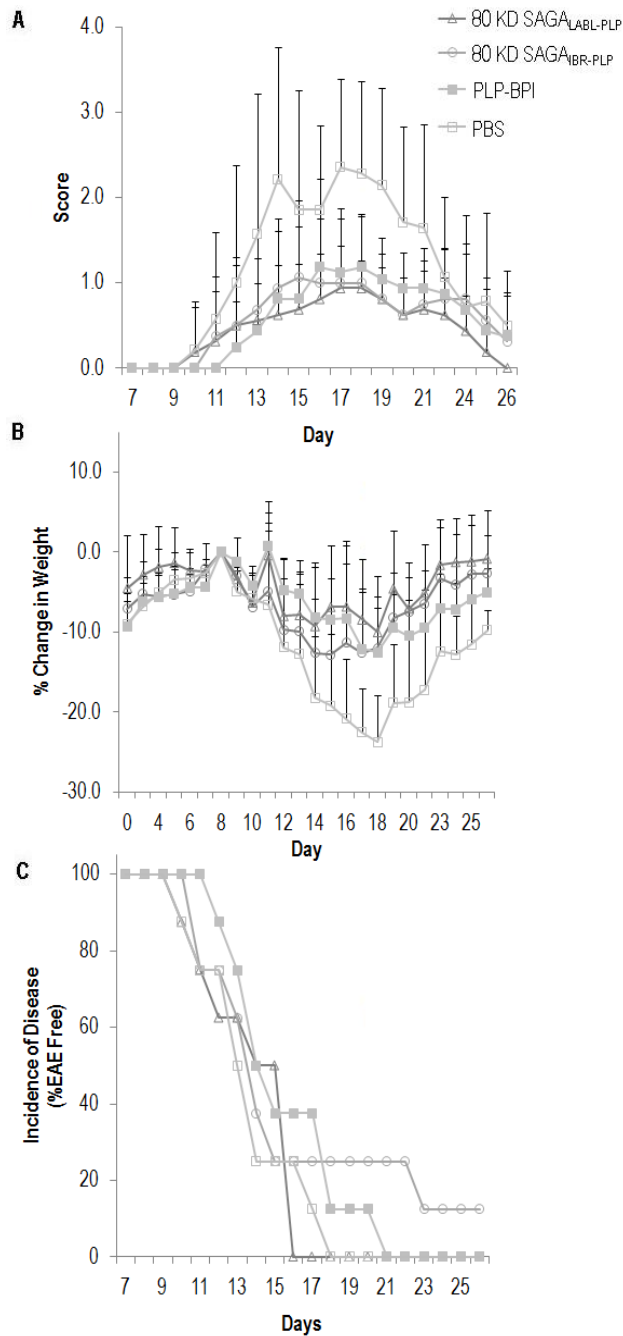 A
80 KD SAGALABL-PLP
80 KD SAGAIBR-PLP
PLP-BPI
PBS
4.0
3.0
2.0
1.0
0.0
Score
7 9 11 13 15 17 19 21 24 26
Day
B
10.0
0.0
-10.0
-20.0
-30.0
% Change in Weight
0 4 6 8 10 12 14 16 18 20 23 25
Day
C
100
80
60
40
20
0
Incidence of Disease
(%EAE Free)
7 9 11 13 15 17 19 21 23 25
Days